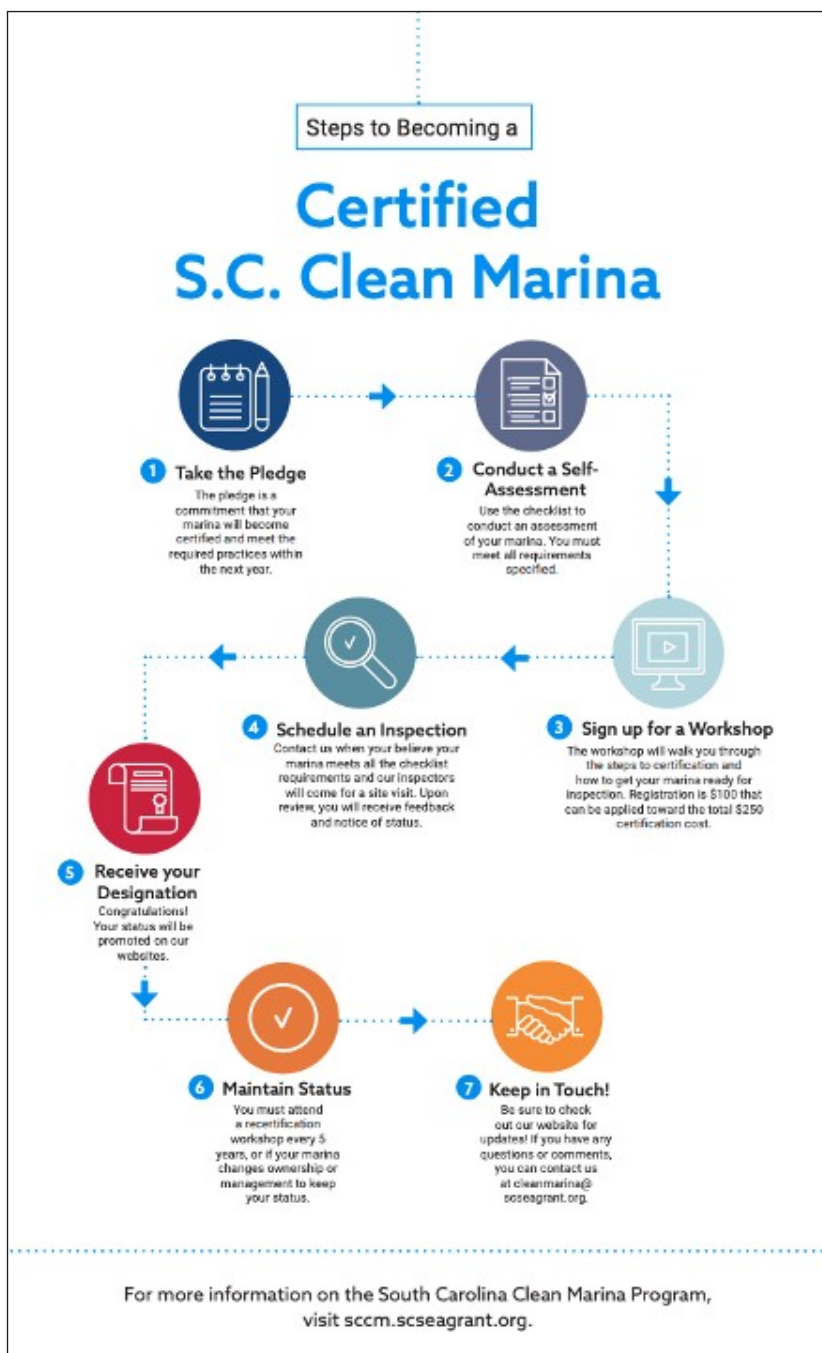 Steps to Becoming a
Certified
S.C. Clean Marina
1 Take the Pledge
The pledge is a
commitment that your
marina will become
certified and meet the
required practices within
the next year.
2 Conduct a Self-
Assessment
Use the checklist to
conduct an assessment
of your marina. You must
meet all requirements
specified.
3 Sign up for a Workshop
The workshop will walk you through
the steps to certification and
how to get your marina ready for
inspection. Registration is $100 that
can be applied toward the total $250
certification cost.
4 Schedule an Inspection
Contact us when your believe your
marina meets all the checklist
requirements and our inspectors
will come for a site visit. Upon
review, you will receive feedback
and notice of status.
5 Receive your
Designation
Congratulations!
Your status will be
promoted on our
websites.
6 Maintain Status
You must attend
a recertification
workshop every 5
years, or if your marina
changes ownership or
management to keep
your status.
7 Keep in Touch!
Be sure to check
out our website for
updates! If you have any
questions or comments,
you can contact us
at cleanmarina@
scseagrant.org.
For more information on the South Carolina Clean Marina Program,
visit sccm.scseagrant.org.